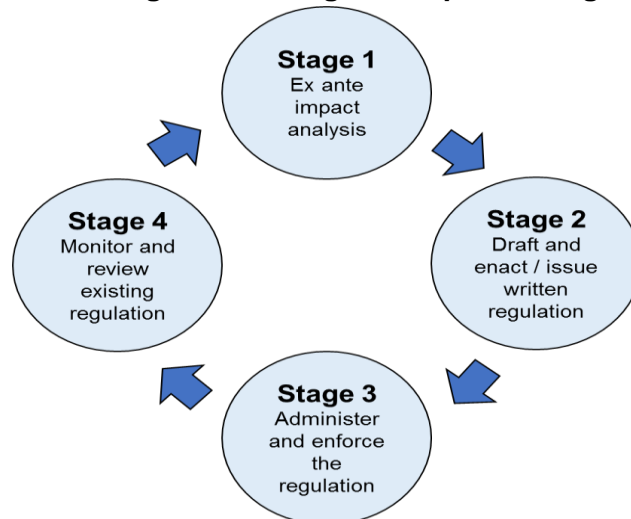 Stage 1
Ex ante
impact
analysis
Stage 2
Draft and
enact / issue
written
regulation
Stage 3
Administer
and enforce
the
regulation
Stage 4
Monitor and
review
existing
regulation